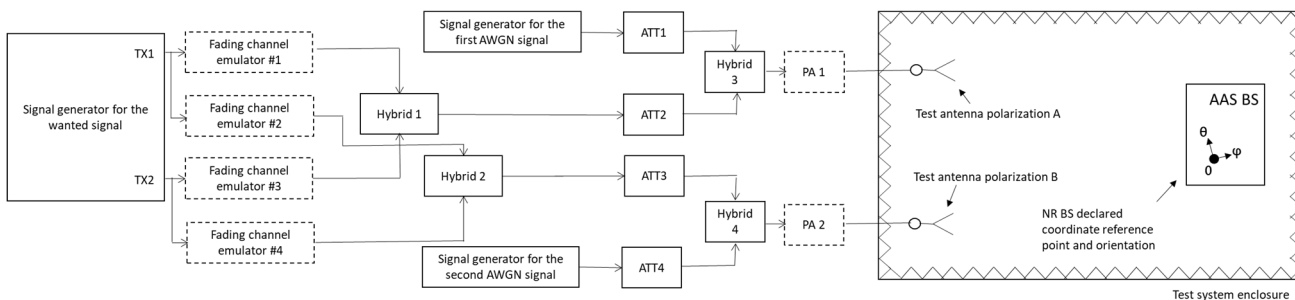 Signal generator for the
wanted signal
TX1
TX2
Fading channel
emulator #1
Fading channel
emulator #2
Fading channel
emulator #3
Fading channel
emulator #4
Hybrid 1
Hybrid 2
Signal generator for the
first AWGN signal
Signal generator for the
second AWGN signal
ATT1
ATT2
ATT3
ATT4
Hybrid
3
Hybrid
4
PA 1
PA 2
Test antenna polarization A
Test antenna polarization B
AAS BS
θ
φ
0
NR BS declared
coordinate reference
point and orientation
Test system enclosure